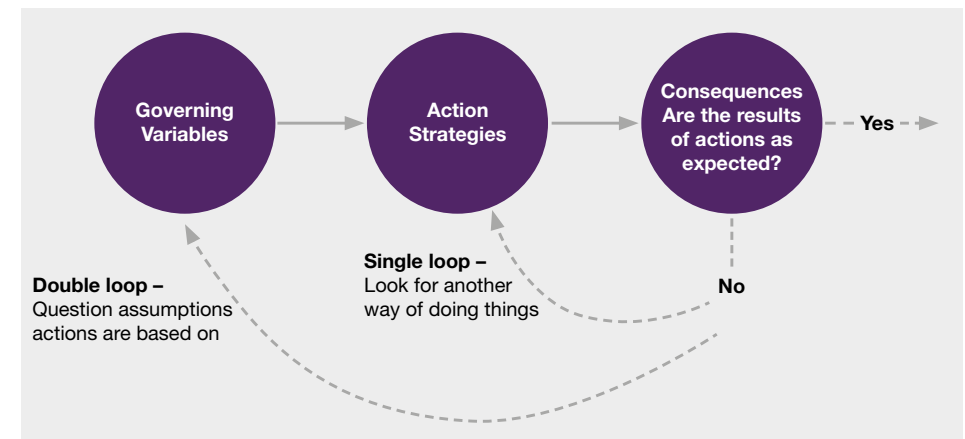 Governing
Variables
Action
Strategies
Consequences
Are the results
of actions as
expected?
Yes
No
Single loop –
Look for another
way of doing things
Double loop –
Question assumptions
actions are based on